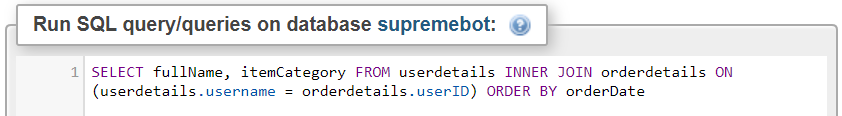 Run SQL query/queries on database supremebot:
1 SELECT fullName, itemCategory FROM userdetails INNER JOIN orderdetails ON
(userdetails.username = orderdetails.userID) ORDER BY orderDate